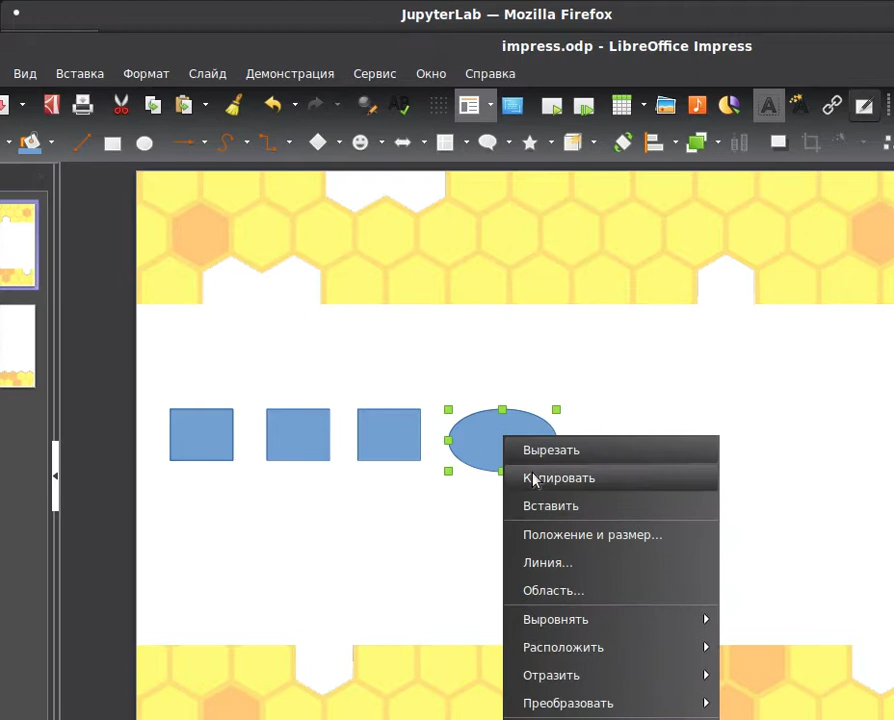 JupyterLab — Mozilla Firefox
impress.odp - LibreOffice Impress
Вид Вставка Формат Слайд Демонстрация Сервис Окно Справка
Вырезать
Копировать
Вставить
Положение и размер...
Линия...
Область...
Выровнять
Расположить
Отразить
Преобразовать